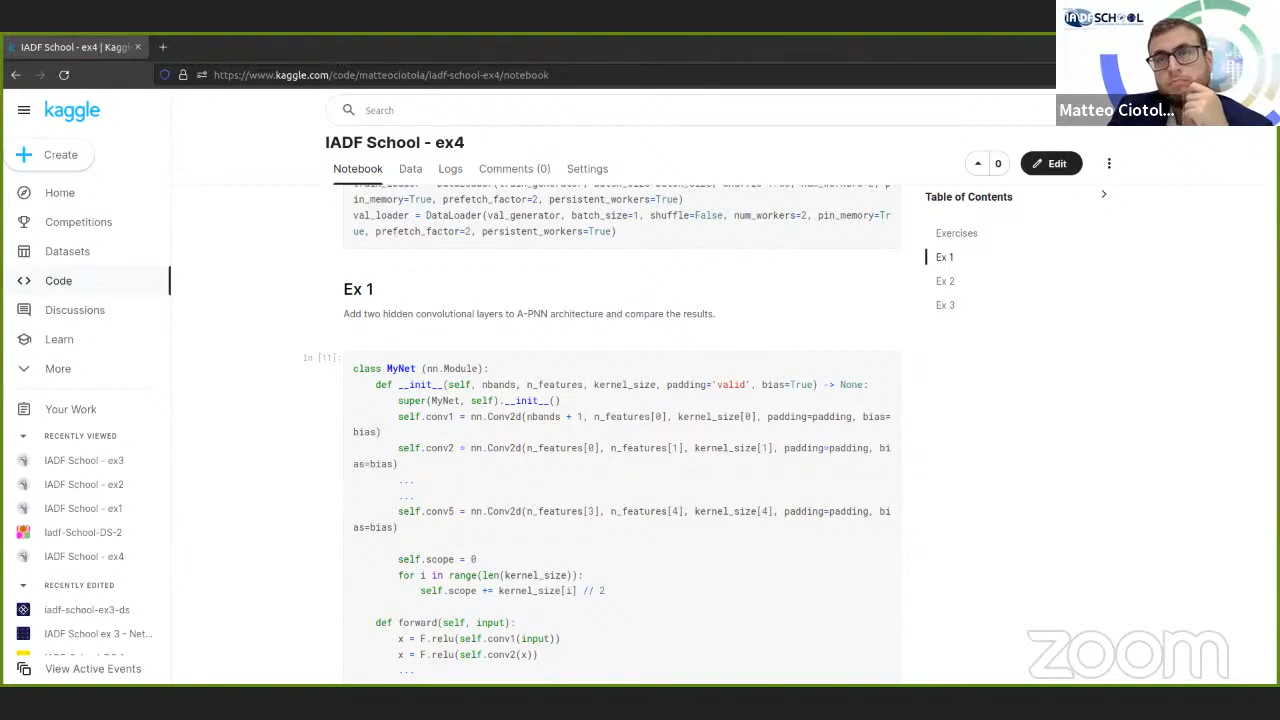 IADF School - ex4 | Kaggl
https://www.kaggle.com/code/matteociotola/iadf-school-ex4/notebook
IADFSCHOOL
Matteo Ciotol...
kaggle
Search
Create
Home
Competitions
Datasets
Code
Discussions
Learn
More
Your Work
RECENTLY VIEWED
IADF School - ex3
IADF School - ex2
IADF School - ex1
Iadf-School-DS-2
IADF School - ex4
RECENTLY EDITED
iadf-school-ex3-ds
IADF School ex 3 - Net...
View Active Events
IADF School - ex4
Notebook Data Logs Comments (0) Settings
0
Edit
in_memory=True, prefetch_factor=2, persistent_workers=True)
val_loader = DataLoader(val_generator, batch_size=1, shuffle=False, num_workers=2, pin_memory=Tr
ue, prefetch_factor=2, persistent_workers=True)
Ex 1
Add two hidden convolutional layers to A-PNN architecture and compare the results.
In [11]:
class MyNet (nn.Module):
def __init__(self, nbands, n_features, kernel_size, padding='valid', bias=True) -> None:
super(MyNet, self).__init__()
self.conv1 = nn.Conv2d(nbands + 1, n_features[0], kernel_size[0], padding=padding, bias=
bias)
self.conv2 = nn.Conv2d(n_features[0], n_features[1], kernel_size[1], padding=padding, bi
as=bias)
...
...
self.conv5 = nn.Conv2d(n_features[3], n_features[4], kernel_size[4], padding=padding, bi
as=bias)
self.scope = 0
for i in range(len(kernel_size)):
self.scope += kernel_size[i] // 2
def forward(self, input):
x = F.relu(self.conv1(input))
x = F.relu(self.conv2(x))
...
Table of Contents
Exercises
Ex 1
Ex 2
Ex 3
zoom